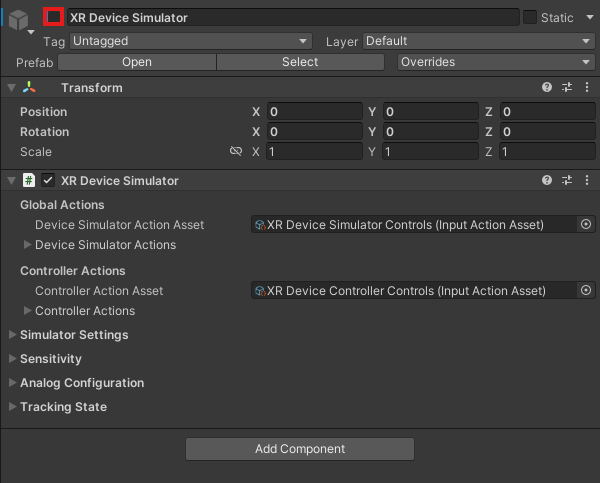 XR Device Simulator Static
Tag Untagged Layer Default
Prefab Open Select Overrides
Transform
Position X 0 Y 0 Z 0
Rotation X 0 Y 0 Z 0
Scale X 1 Y 1 Z 1
# XR Device Simulator
Global Actions
Device Simulator Action Asset XR Device Simulator Controls (Input Action Asset)
Device Simulator Actions
Controller Actions
Controller Action Asset XR Device Controller Controls (Input Action Asset)
Controller Actions
Simulator Settings
Sensitivity
Analog Configuration
Tracking State
Add Component